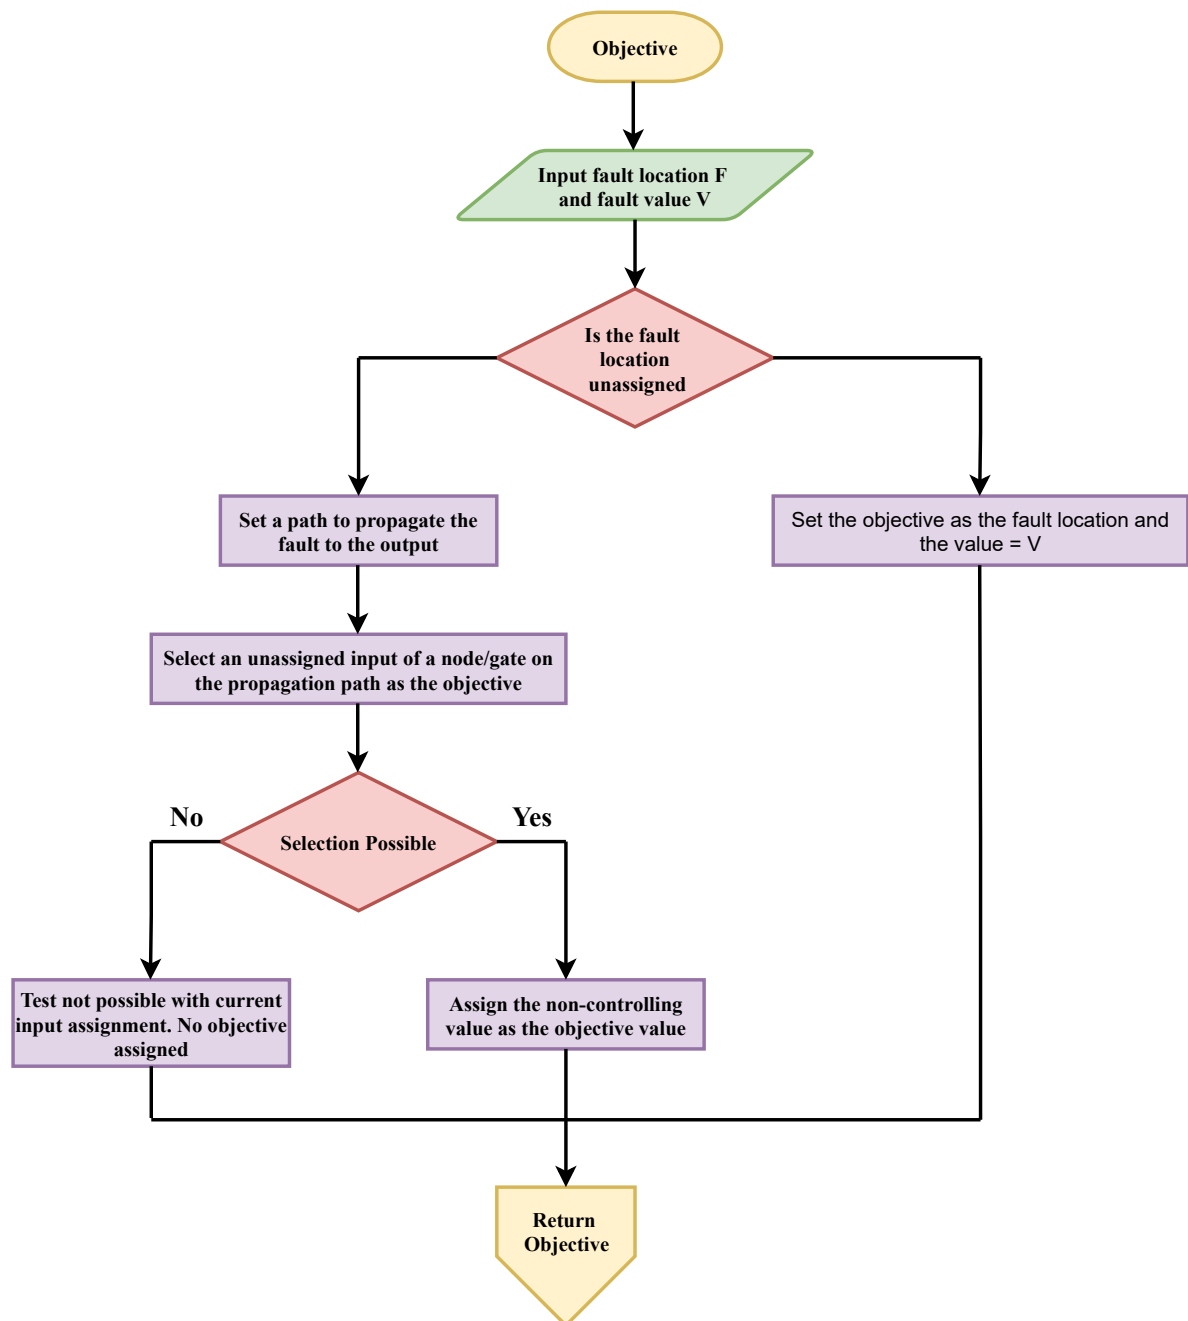 Objective
Input fault location F
and fault value V
Is the fault
location
unassigned
Set a path to propagate the
fault to the output
Set the objective as the fault location and
the value = V
Select an unassigned input of a node/gate on
the propagation path as the objective
No
Yes
Selection Possible
Test not possible with current
input assignment. No objective
assigned
Assign the non-controlling
value as the objective value
Return
Objective